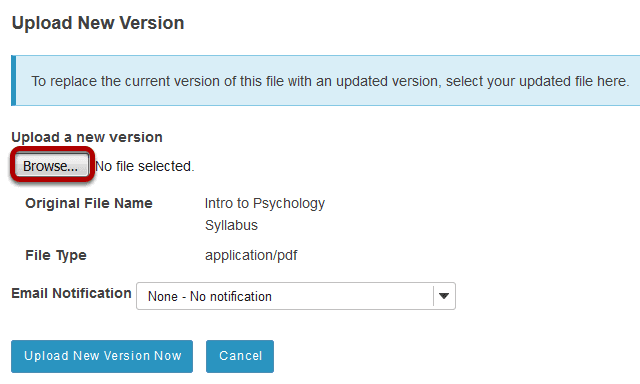 Upload New Version
To replace the current version of this file with an updated version, select your updated file here.
Upload a new version
Browse... No file selected.
Original File Name Intro to Psychology
Syllabus
File Type application/pdf
Email Notification None - No notification
Upload New Version Now Cancel